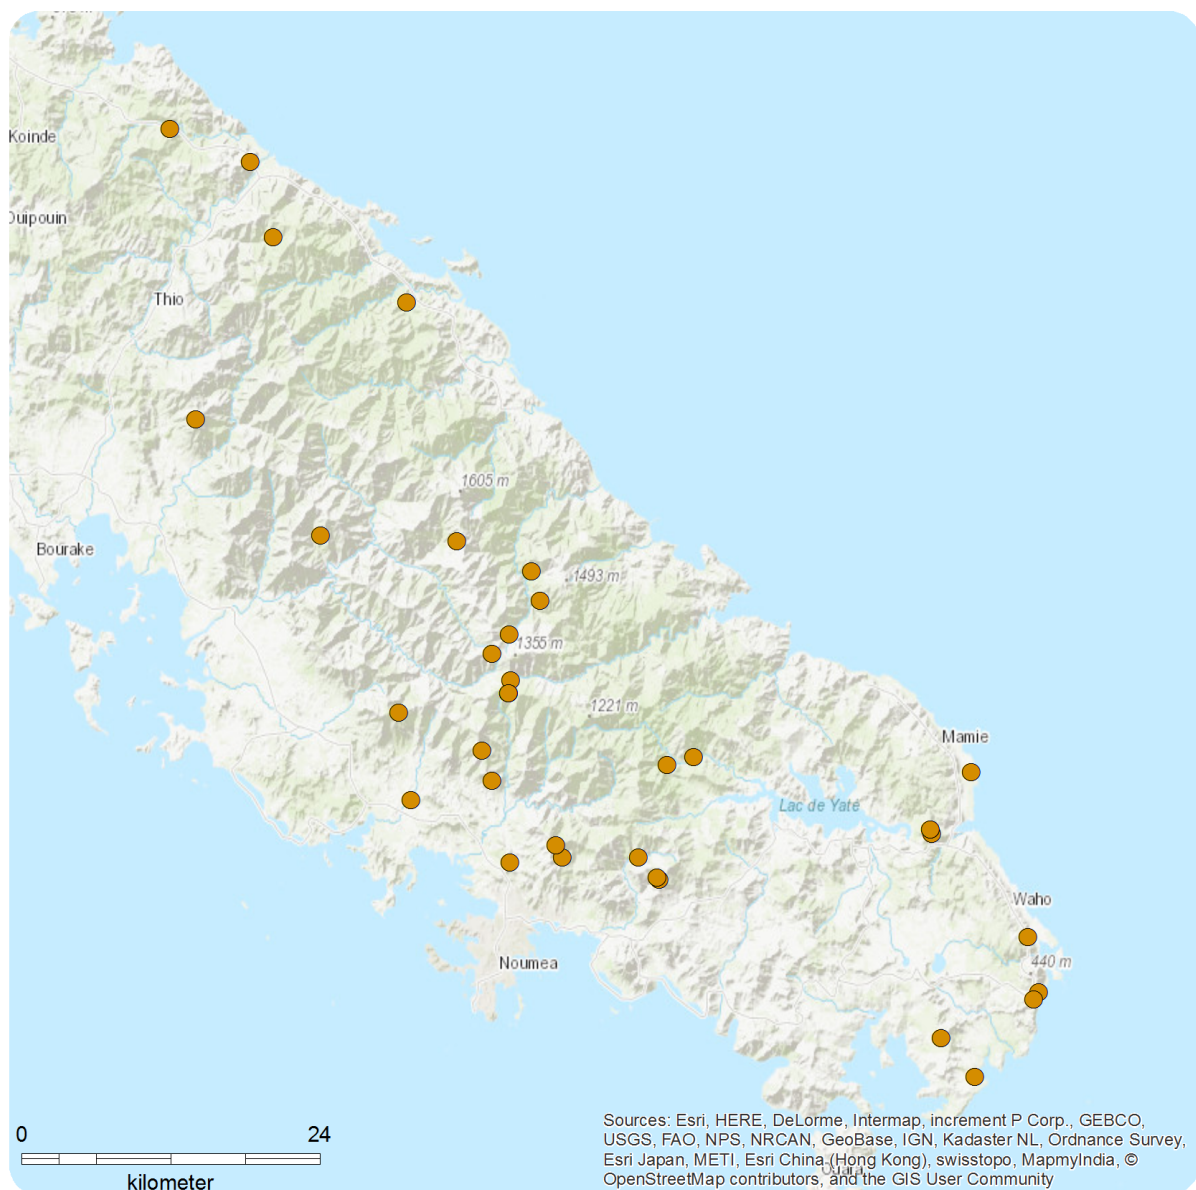 Koinde
Ouipouin
Thio
1605 m
Bourake
1493 m
1355 m
1221 m
Mamie
Lac de Yaté
Waho
440 m
Noumea
0 24
kilometer
Sources: Esri, HERE, DeLorme, Intermap, increment P Corp., GEBCO,
USGS, FAO, NPS, NRCAN, GeoBase, IGN, Kadaster NL, Ordnance Survey,
Esri Japan, METI, Esri China (Hong Kong), swisstopo, MapmyIndia, ©
OpenStreetMap contributors, and the GIS User Community